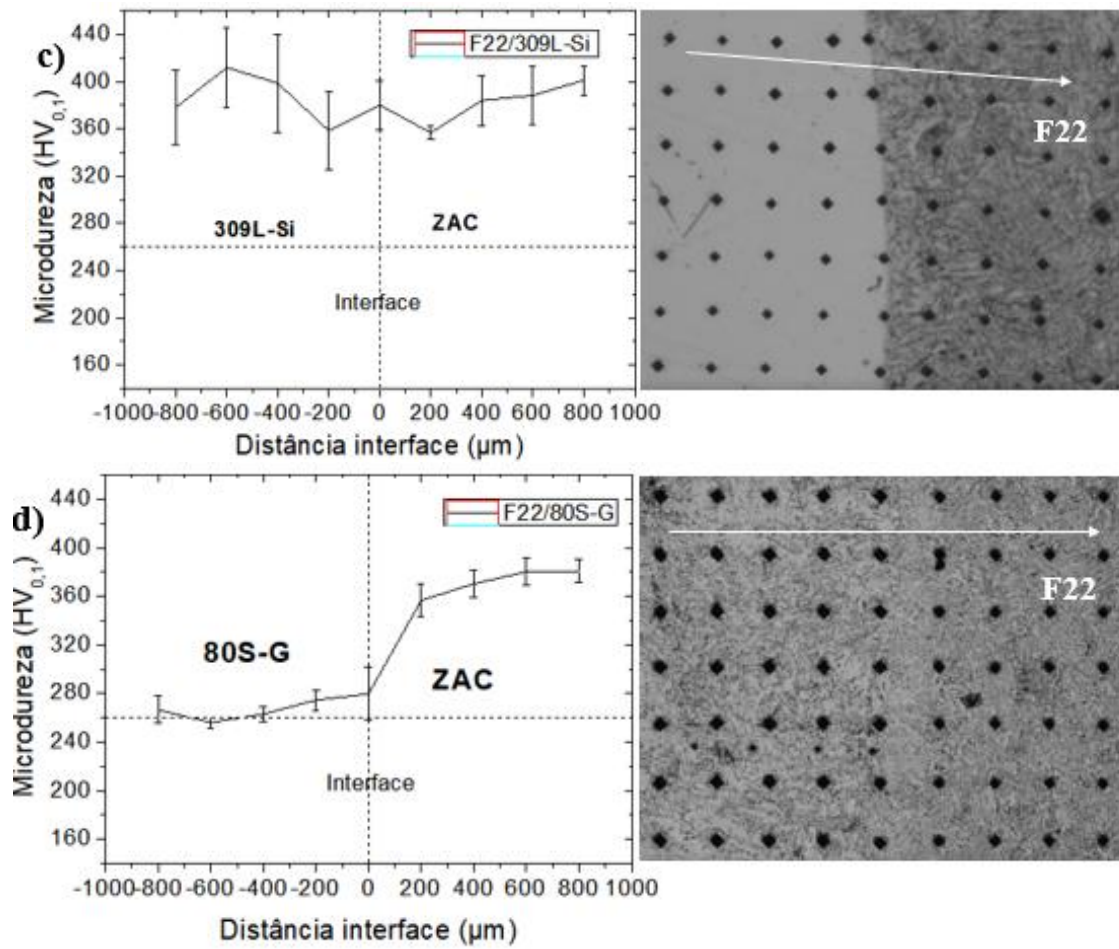 c)
F22/309L-Si
Microdureza (HV0,1)
440
400
360
320
280
240
200
160
309L-Si
ZAC
Interface
-1000 -800 -600 -400 -200 0 200 400 600 800 1000
Distância interface (µm)
F22
d)
F22/80S-G
Microdureza (HV0,1)
440
400
360
320
280
240
200
160
80S-G
ZAC
Interface
-1000 -800 -600 -400 -200 0 200 400 600 800 1000
Distância interface (µm)
F22